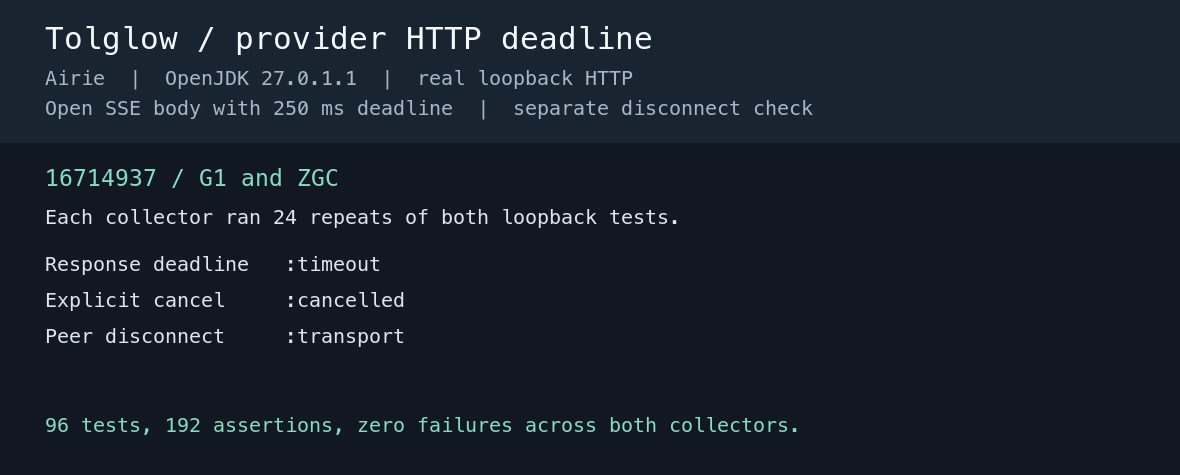 Tolglow / provider HTTP deadline
Airie | OpenJDK 27.0.1.1 | real loopback HTTP
Open SSE body with 250 ms deadline | separate disconnect check
16714937 / G1 and ZGC
Each collector ran 24 repeats of both loopback tests.
Response deadline :timeout
Explicit cancel :cancelled
Peer disconnect :transport
96 tests, 192 assertions, zero failures across both collectors.